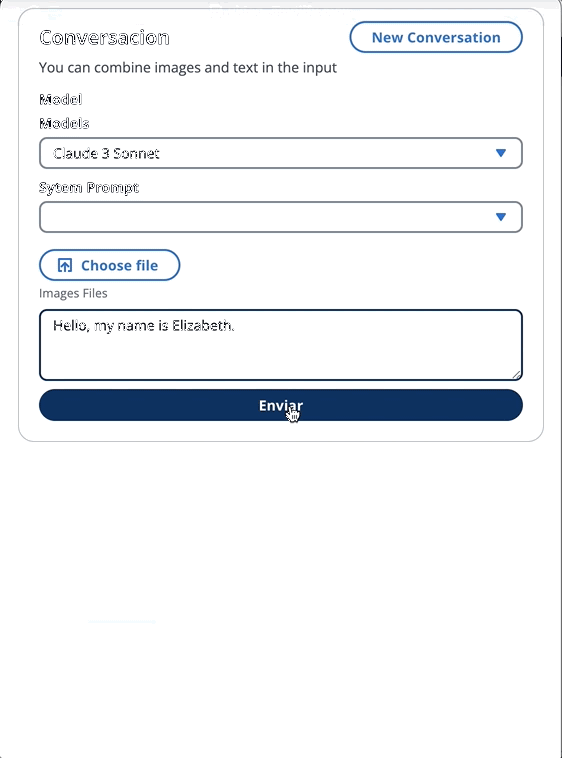 Conversacion
New Conversation
You can combine images and text in the input
Model
Models
Claude 3 Sonnet
Sytem Prompt
Choose file
Images Files
Hello, my name is Elizabeth.
Enviar